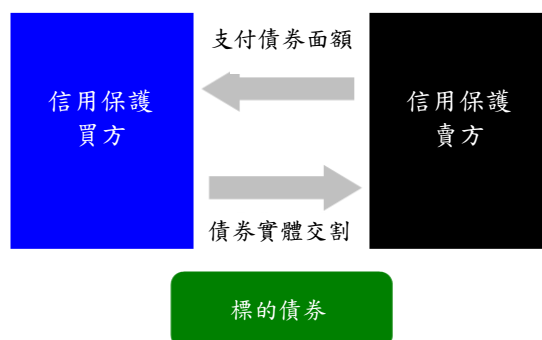 支付債券面額
信用保護
買方
信用保護
賣方
債券實體交割
標的債券